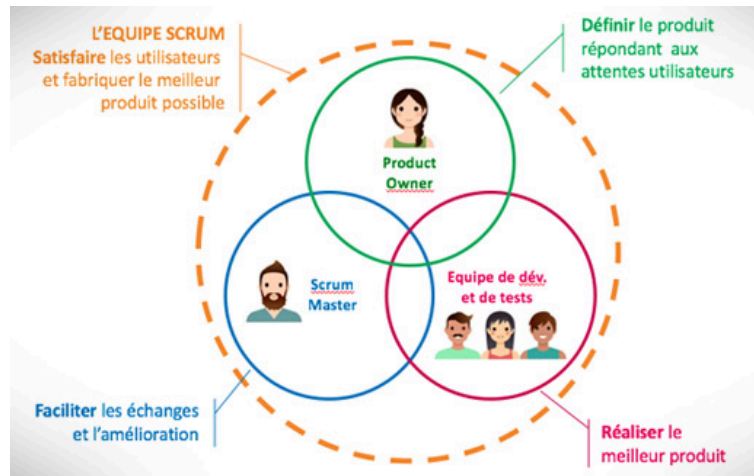 L'EQUIPE SCRUM
Satisfaire les utilisateurs
et fabriquer le meilleur
produit possible
Définir le produit
répondant aux
attentes utilisateurs
Product
Owner
Scrum
Master
Equipe de dév.
et de tests
Faciliter les échanges
et l'amélioration
Réaliser le
meilleur produit